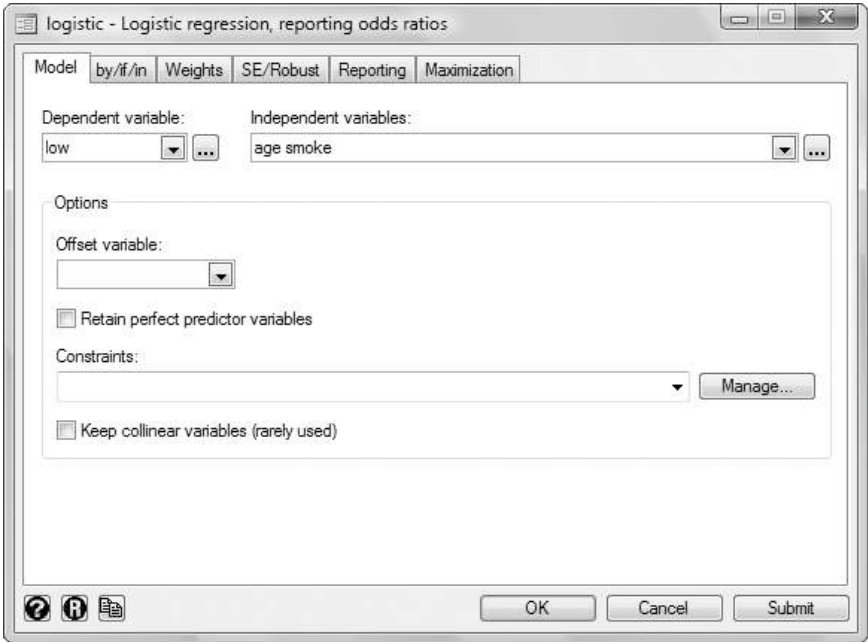 logistic - Logistic regression, reporting odds ratios
Model by/if/in Weights SE/Robust Reporting Maximization
Dependent variable: Independent variables:
low ... age smoke ...
Options
Offset variable:
Retain perfect predictor variables
Constraints:
Manage...
Keep collinear variables (rarely used)
? R OK Cancel Submit